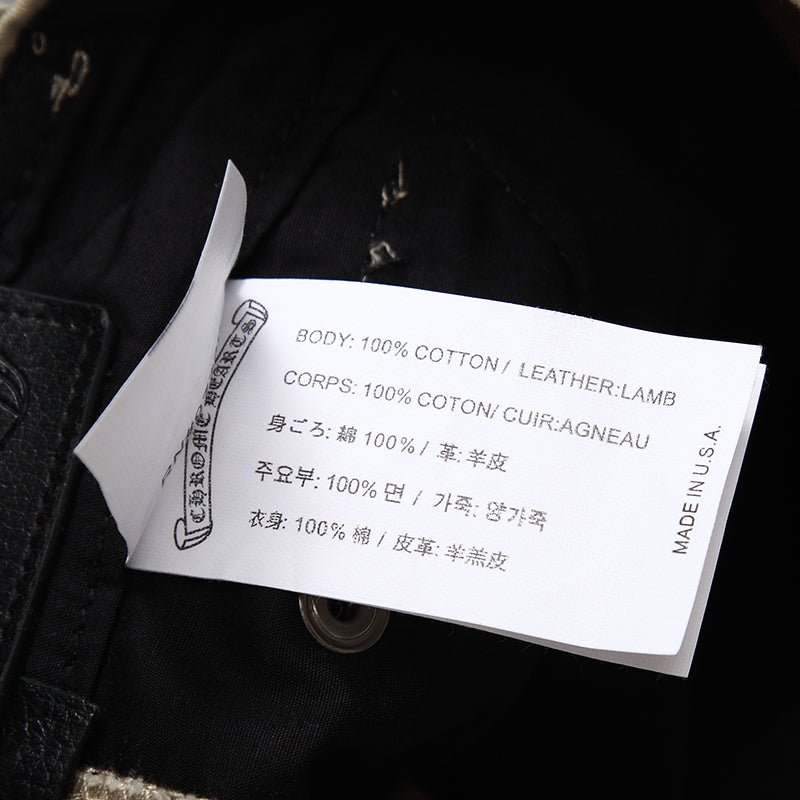 CHROME HEARTS
BODY: 100% COTTON / LEATHER:LAMB
CORPS: 100% COTON/ CUIR:AGNEAU
身ごろ: 綿 100% / 革:羊皮
주요부: 100% 면 / 가죽: 양가죽
衣身: 100% 棉 / 皮革: 羊羔皮
MADE IN U.S.A.